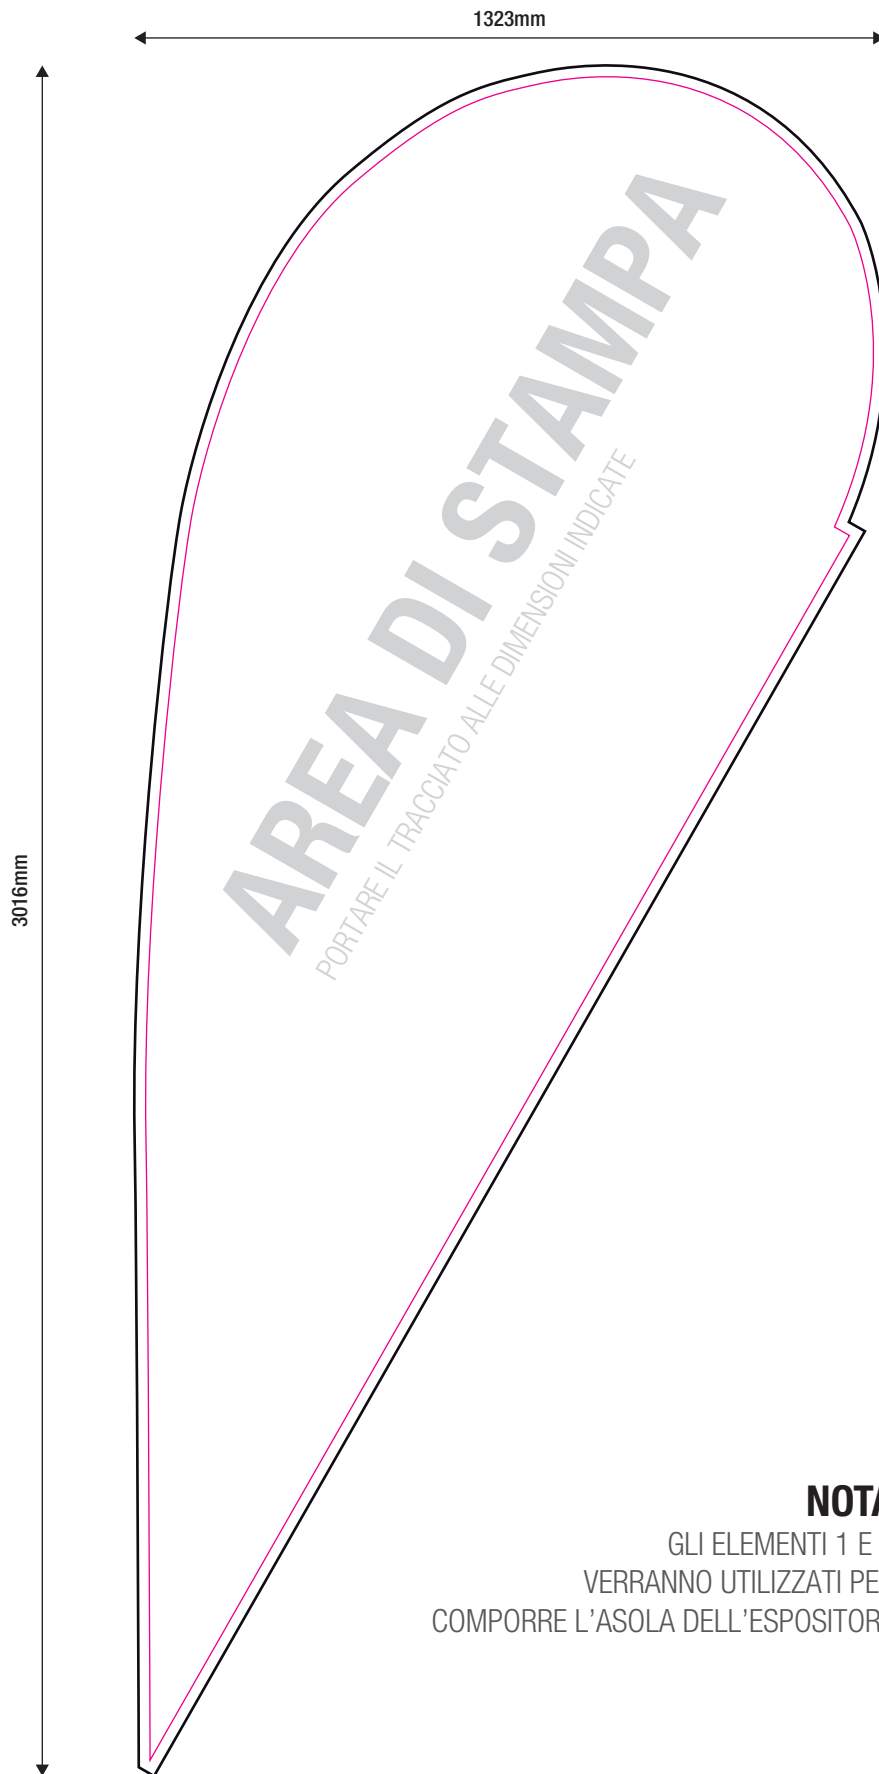 1323mm
3016mm
AREA DI STAMPA
PORTARE IL TRACCIATO ALLE DIMENSIONI INDICATE
NOTA
GLI ELEMENTI 1 E
VERRANNO UTILIZZATI PE
COMPORRE L'ASOLA DELL'ESPOSITOR